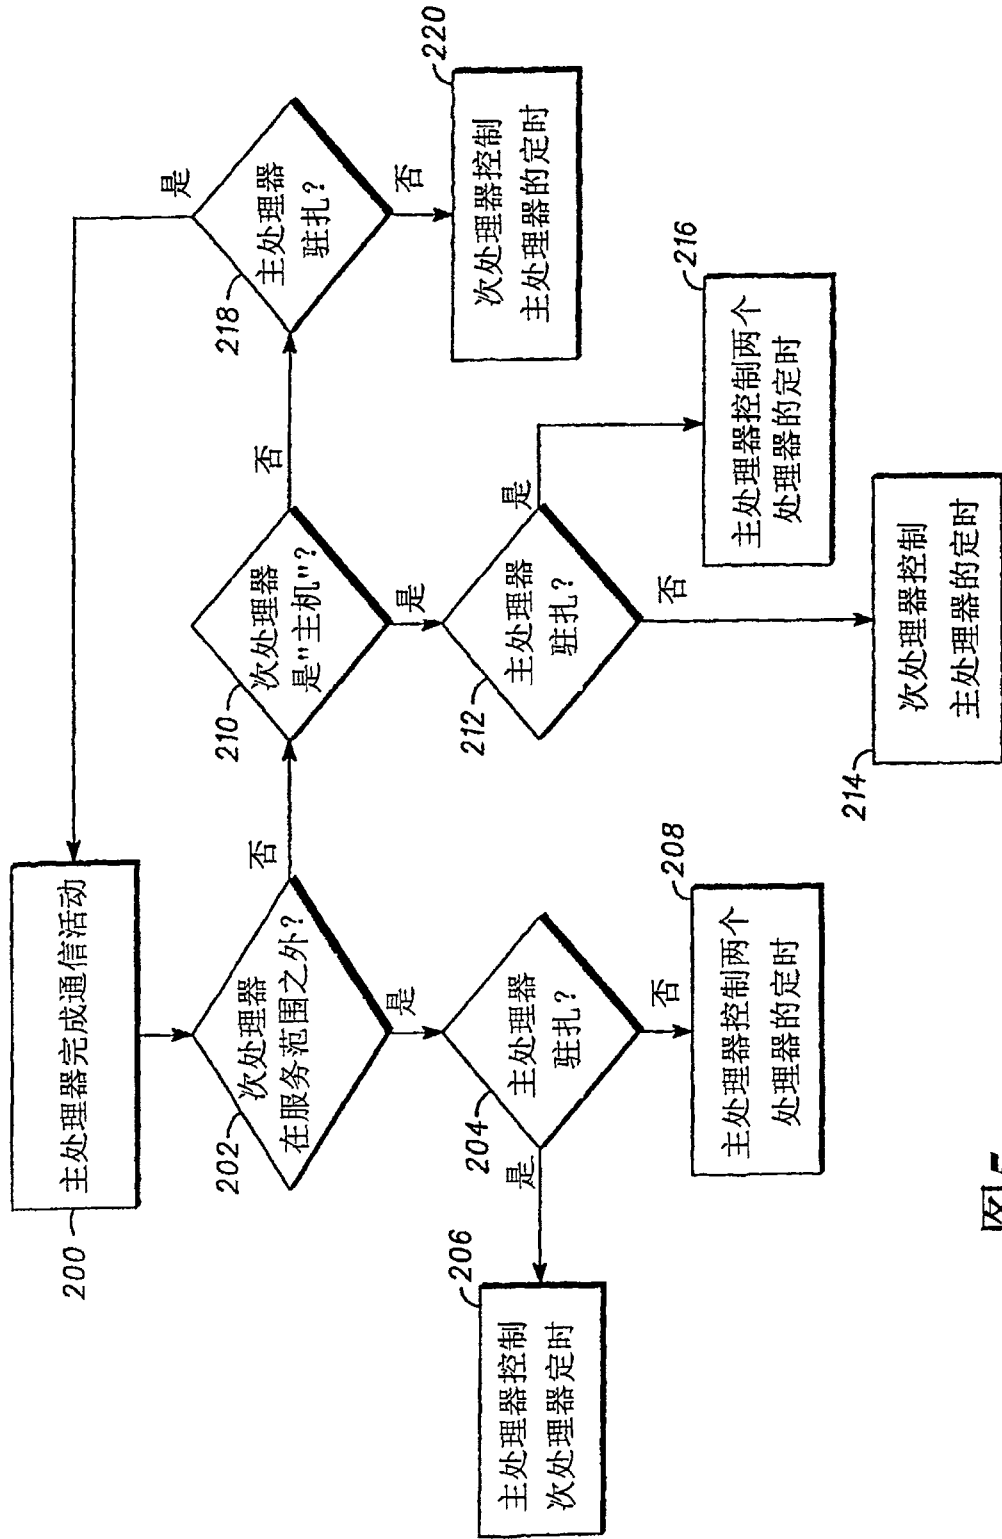 200
主处理器完成通信活动
202
次处理器
在服务范围之外?
否
是
204
主处理器
驻扎?
是
否
206
主处理器控制
次处理器定时
208
主处理器控制两个
处理器的定时
210
次处理器
是"主机"?
否
是
212
主处理器
驻扎?
是
否
214
次处理器控制
主处理器的定时
216
主处理器控制两个
处理器的定时
218
主处理器
驻扎?
是
否
220
次处理器控制
主处理器的定时
图5